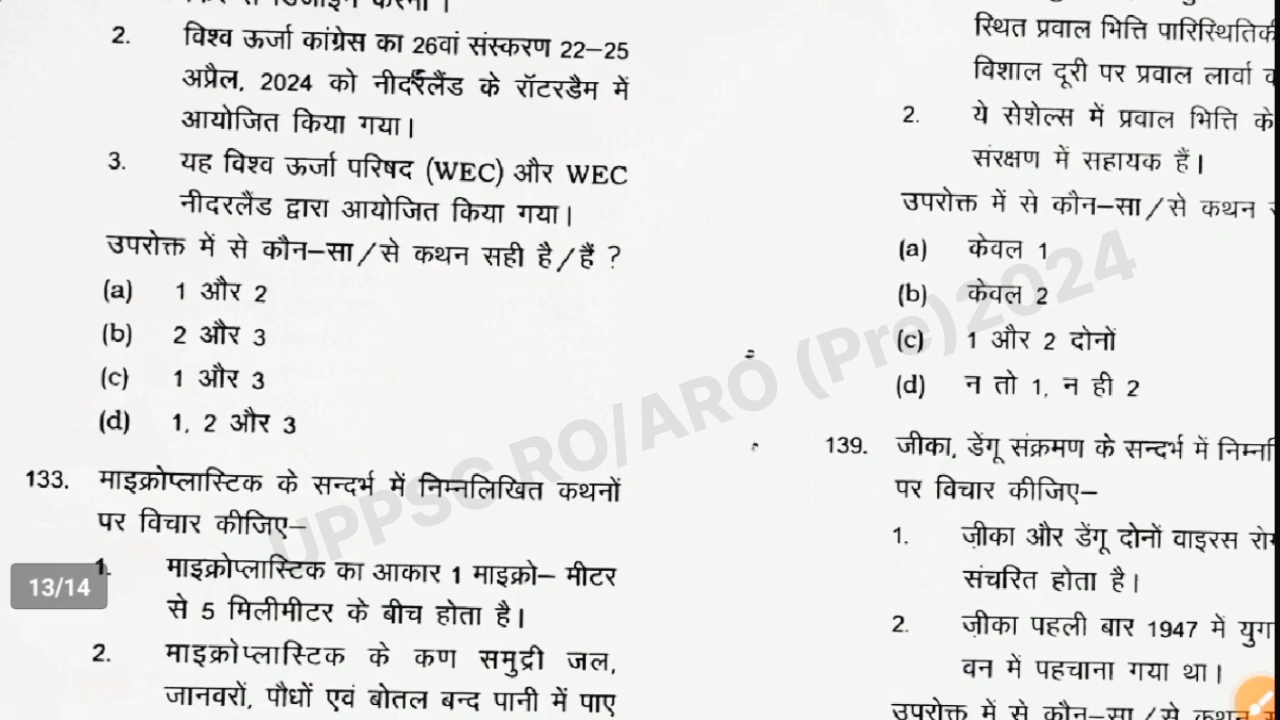 2. विश्व ऊर्जा कांग्रेस का 26वां संस्करण 22–25
अप्रैल, 2024 को नीदरलैंड के रॉटरडैम में
आयोजित किया गया।
3. यह विश्व ऊर्जा परिषद (WEC) और WEC
नीदरलैंड द्वारा आयोजित किया गया।
उपरोक्त में से कौन–सा/से कथन सही है/हैं ?
(a) 1 और 2
(b) 2 और 3
(c) 1 और 3
(d) 1, 2 और 3
133. माइक्रोप्लास्टिक के सन्दर्भ में निम्नलिखित कथनों
पर विचार कीजिए–
1. माइक्रोप्लास्टिक का आकार 1 माइक्रो– मीटर
से 5 मिलीमीटर के बीच होता है।
2. माइक्रोप्लास्टिक के कण समुद्री जल,
जानवरों, पौधों एवं बोतल बन्द पानी में पाए
13/14
स्थित प्रवाल भित्ति
विशाल दूरी पर प्रवाल लार्वा
2. ये सेशेल्स में प्रवाल भित्ति के
संरक्षण में सहायक हैं।
उपरोक्त में से कौन–सा/से कथन
(a) केवल 1
(b) केवल 2
(c) 1 और 2 दोनों
(d) न तो 1, न ही 2
139. जीका, डेंगू संक्रमण के सन्दर्भ में
पर विचार कीजिए–
1. ज़ीका और डेंगू दोनों वाइरस
संचरित होता है।
2. ज़ीका पहली बार 1947 में
वन में पहचाना गया था।
उपरोक्त में से कौन–सा/से कथन
UPPSC RO/ARO (Pre) 2024